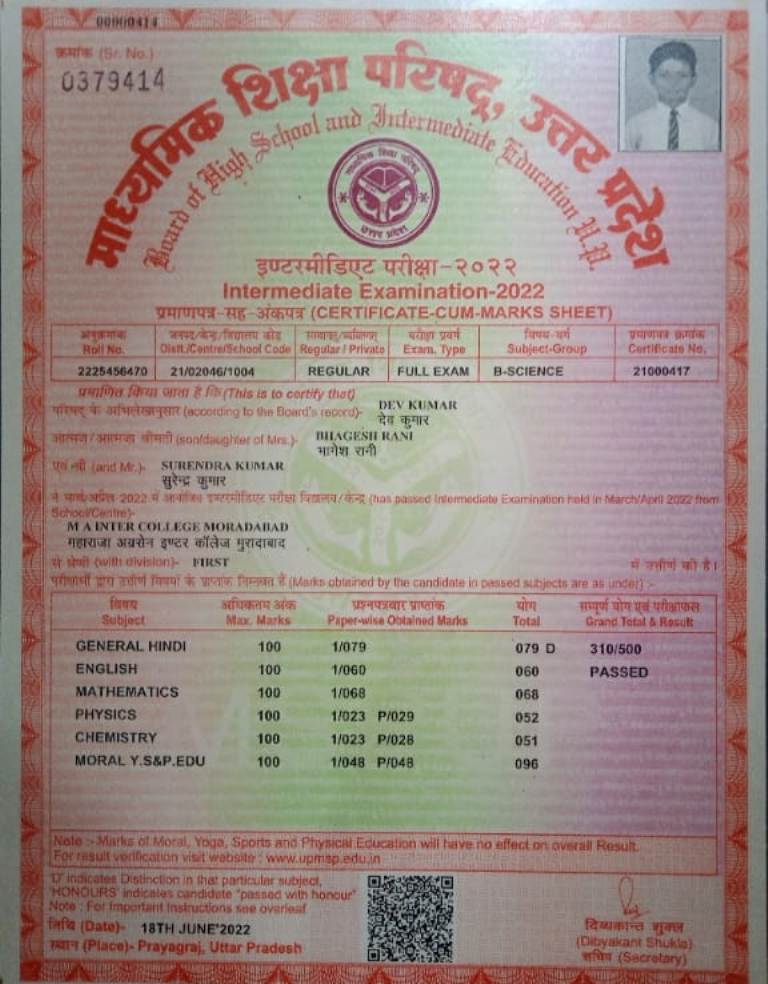 00000414
क्रमांक (Sr. No.)
0379414
माध्यमिक शिक्षा परिषद्, उत्तर प्रदेश
Board of High School and Intermediate Education U.P.
माध्यमिक शिक्षा परिषद्
उत्तर प्रदेश
इण्टरमीडिएट परीक्षा-२०२२
Intermediate Examination-2022
प्रमाणपत्र-सह-अंकपत्र (CERTIFICATE-CUM-MARKS SHEET)
अनुक्रमांक जनपद/केन्द्र/विद्यालय कोड संस्थागत/व्यक्तिगत परीक्षा प्रवर्ग विषय-वर्ग प्रमाणपत्र क्रमांक
Roll No. Distt./Centre/School Code Regular / Private Exam. Type Subject-Group Certificate No.
2225456470 21/02046/1004 REGULAR FULL EXAM B-SCIENCE 21000417
प्रमाणित किया जाता है कि (This is to certify that)
परिषद् के अभिलेखानुसार (according to the Board's record)- DEV KUMAR
देव कुमार
आत्मज/आत्मजा श्रीमती (son/daughter of Mrs.)- BHAGESH RANI
भागेश रानी
एवं श्री (and Mr.)- SURENDRA KUMAR
सुरेन्द्र कुमार
ने मार्च/अप्रैल 2022 में आयोजित इण्टरमीडिएट परीक्षा विद्यालय/केन्द्र (has passed Intermediate Examination held in March/April 2022 from
School/Centre)-
M A INTER COLLEGE MORADABAD
महाराजा अग्रसेन इण्टर कॉलेज मुरादाबाद
से श्रेणी (with division)- FIRST में उत्तीर्ण की है।
परीक्षार्थी द्वारा उत्तीर्ण विषयों के प्राप्तांक निम्नवत हैं (Marks obtained by the candidate in passed subjects are as under) :-
विषय अधिकतम अंक प्रश्नपत्रवार प्राप्तांक योग सम्पूर्ण योग एवं परीक्षाफल
Subject Max. Marks Paper-wise Obtained Marks Total Grand Total & Result
GENERAL HINDI 100 1/079 079 D 310/500
ENGLISH 100 1/060 060 PASSED
MATHEMATICS 100 1/068 068
PHYSICS 100 1/023 P/029 052
CHEMISTRY 100 1/023 P/028 051
MORAL Y.S&P.EDU 100 1/048 P/048 096
Note :- Marks of Moral, Yoga, Sports and Physical Education will have no effect on overall Result.
For result verification visit website : www.upmsp.edu.in
'D' indicates Distinction in that particular subject,
'HONOURS' indicates candidate "passed with honour"
Note : For Important Instructions see overleaf
तिथि (Date)- 18TH JUNE'2022
स्थान (Place)- Prayagraj, Uttar Pradesh
दिव्यकान्त शुक्ल
(Dibyakant Shukla)
सचिव (Secretary)